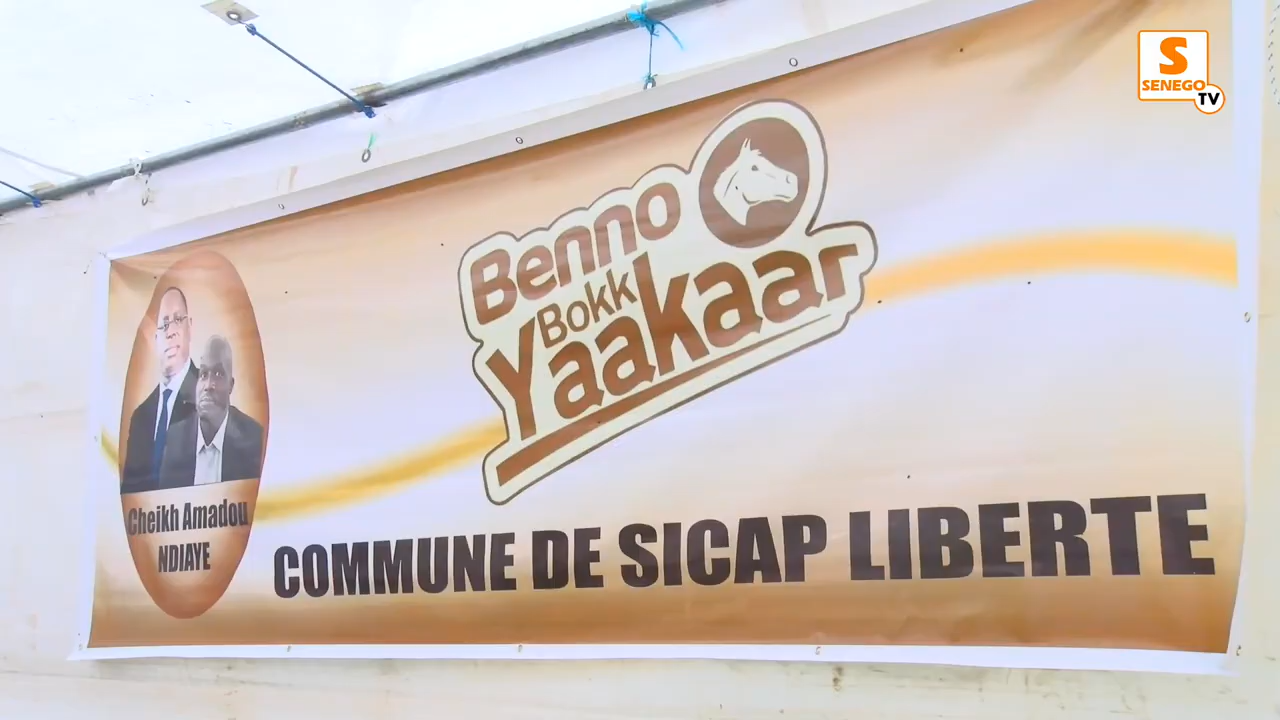 S
SENEGO
TV
Benno
Bokk
Yaakaar
Cheikh Amadou
NDIAYE
COMMUNE DE SICAP LIBERTE